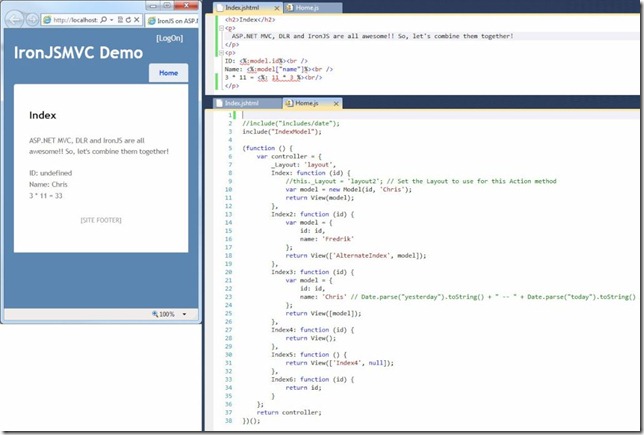 http://localhost:
IronJS on ASP.I
[LogOn]
IronJSMVC Demo
Home
Index
ASP.NET MVC, DLR and IronJS are all
awesome!! So, let's combine them together!
ID: undefined
Name: Chris
3 * 11 = 33
[SITE FOOTER]
100%
Index.jshtml
Home.js
<h2>Index</h2>
<p>
ASP.NET MVC, DLR and IronJS are all awesome!! So, let's combine them together!
</p>
<p>
ID: <%:model.id%><br />
Name: <%:model["name"]%><br />
3 * 11 = <%: 11 * 3 %><br/>
</p>
Index.jshtml
Home.js
1
2 //include("includes/date");
3 include("IndexModel");
4
5 (function () {
6 var controller = {
7 _Layout: 'layout',
8 Index: function (id) {
9 //this._Layout = 'layout2'; // Set the Layout to use for this Action method
10 var model = new Model(id, 'Chris');
11 return View(model);
12 },
13 Index2: function (id) {
14 var model = {
15 id: id,
16 name: 'Fredrik'
17 };
18 return View(['AlternateIndex', model]);
19 },
20 Index3: function (id) {
21 var model = {
22 id: id,
23 name: 'Chris' // Date.parse("yesterday").toString() + " -- " + Date.parse("today").toString()
24 };
25 return View([model]);
26 },
27 Index4: function (id) {
28 return View();
29 },
30 Index5: function () {
31 return View(['Index4', null]);
32 },
33 Index6: function (id) {
34 return id;
35 }
36 };
37 return controller;
38 })();